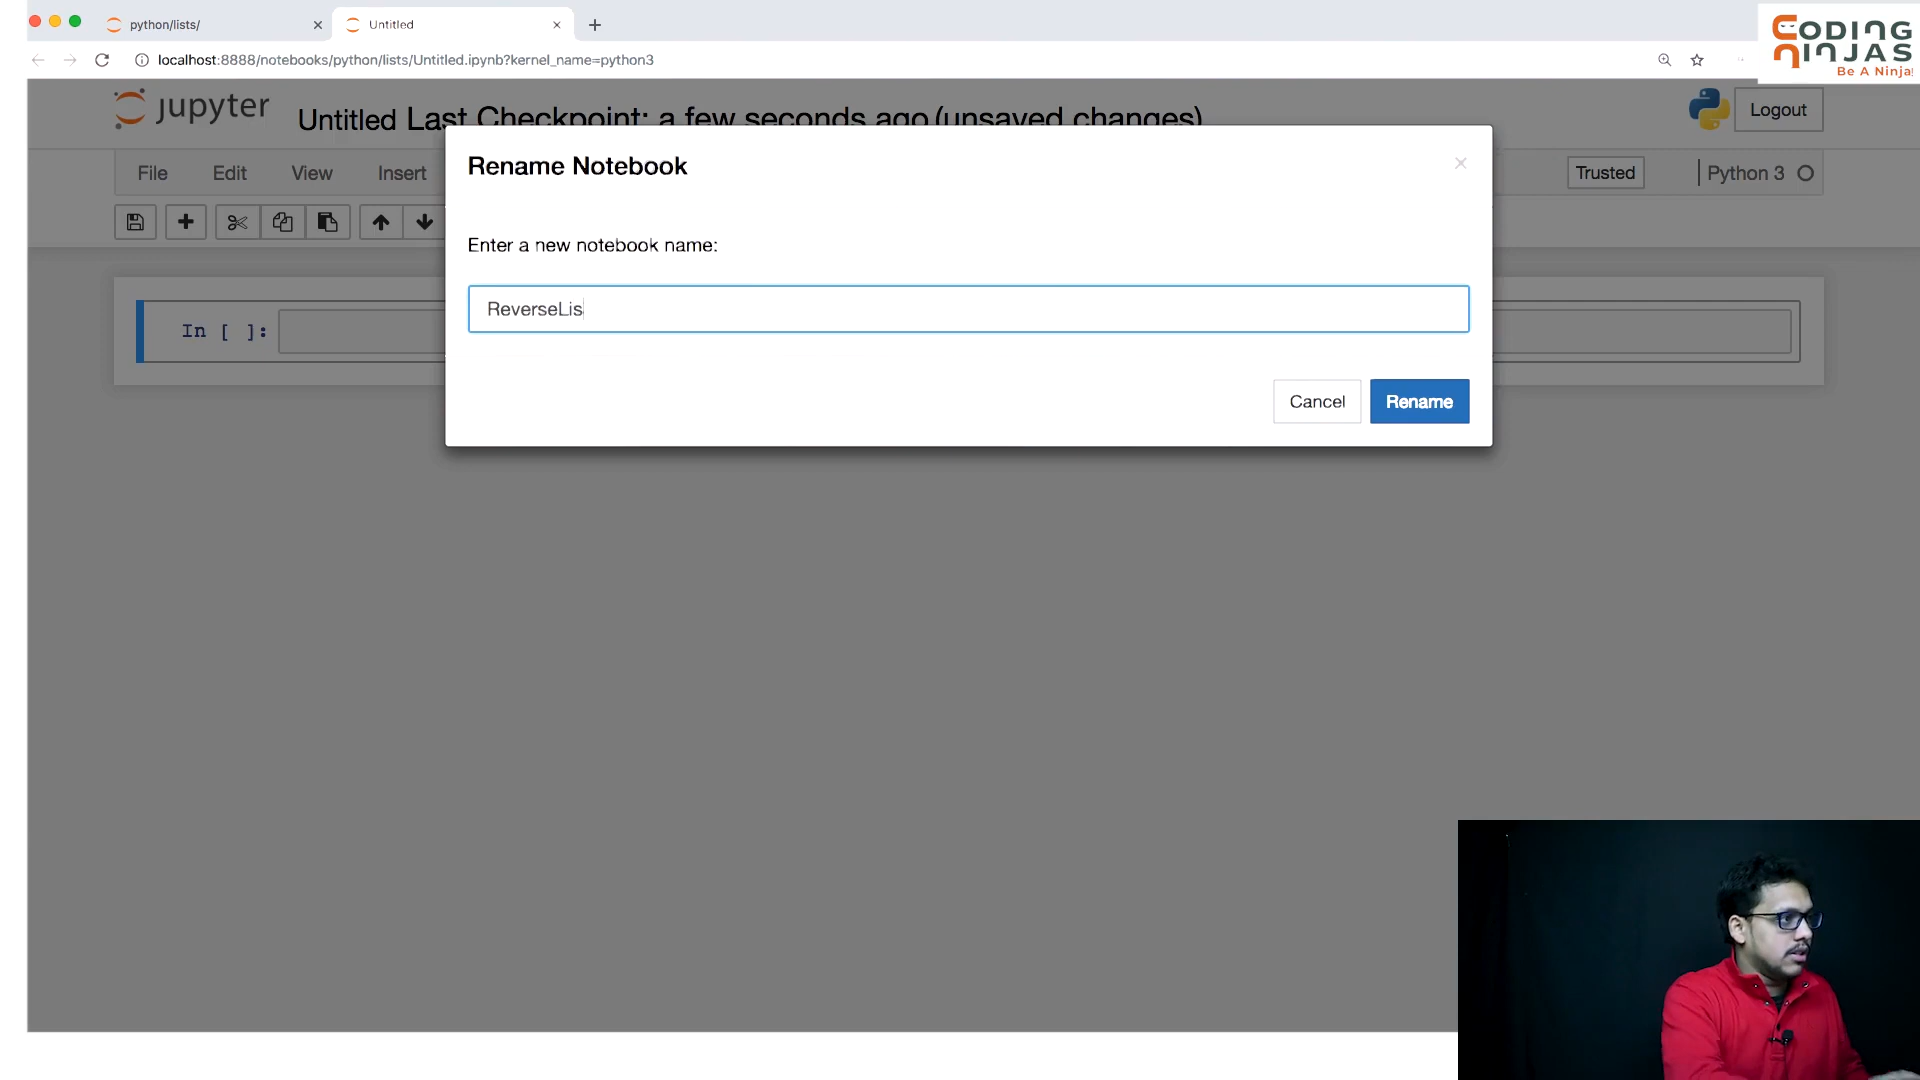 python/lists/
Untitled
localhost:8888/notebooks/python/lists/Untitled.ipynb?kernel_name=python3
CODING
NINJAS
Be A Ninja!
jupyter
Untitled Last Checkpoint: a few seconds ago (unsaved changes)
Logout
File Edit View Insert
Trusted
Python 3
Rename Notebook
Enter a new notebook name:
ReverseLis
In [ ]:
Cancel
Rename